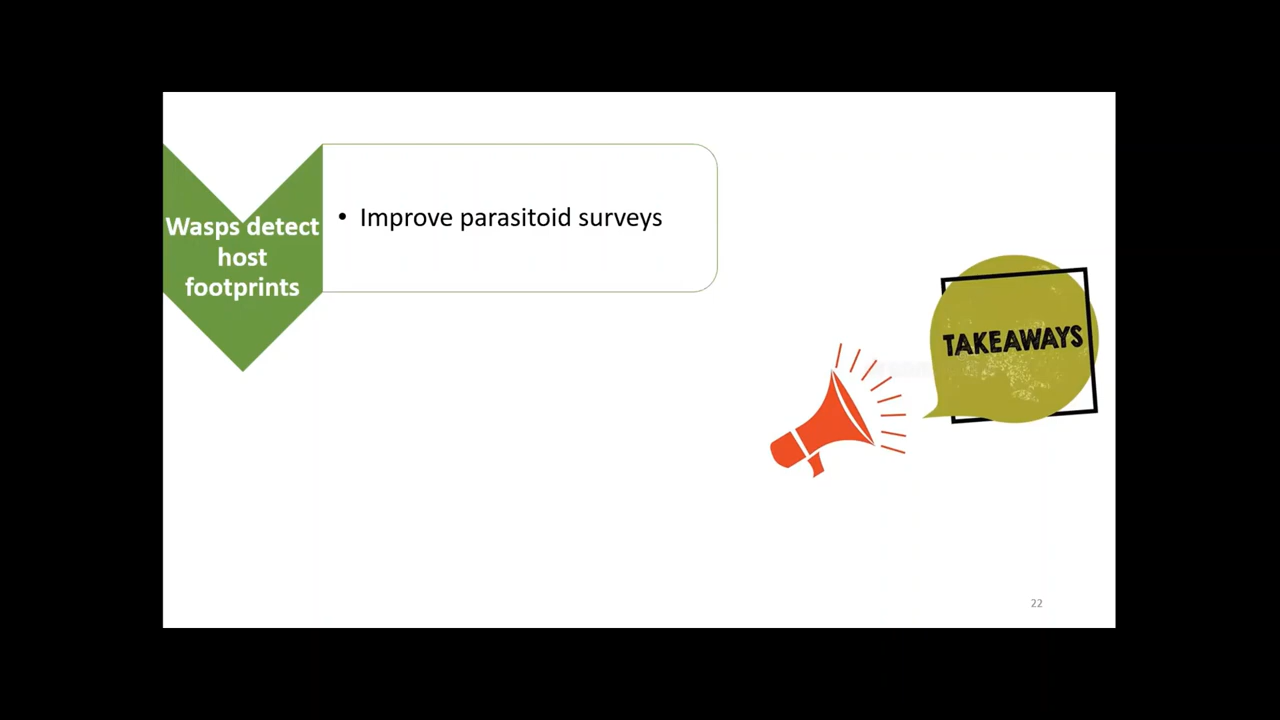 Wasps detect
host
footprints
• Improve parasitoid surveys
TAKEAWAYS
22